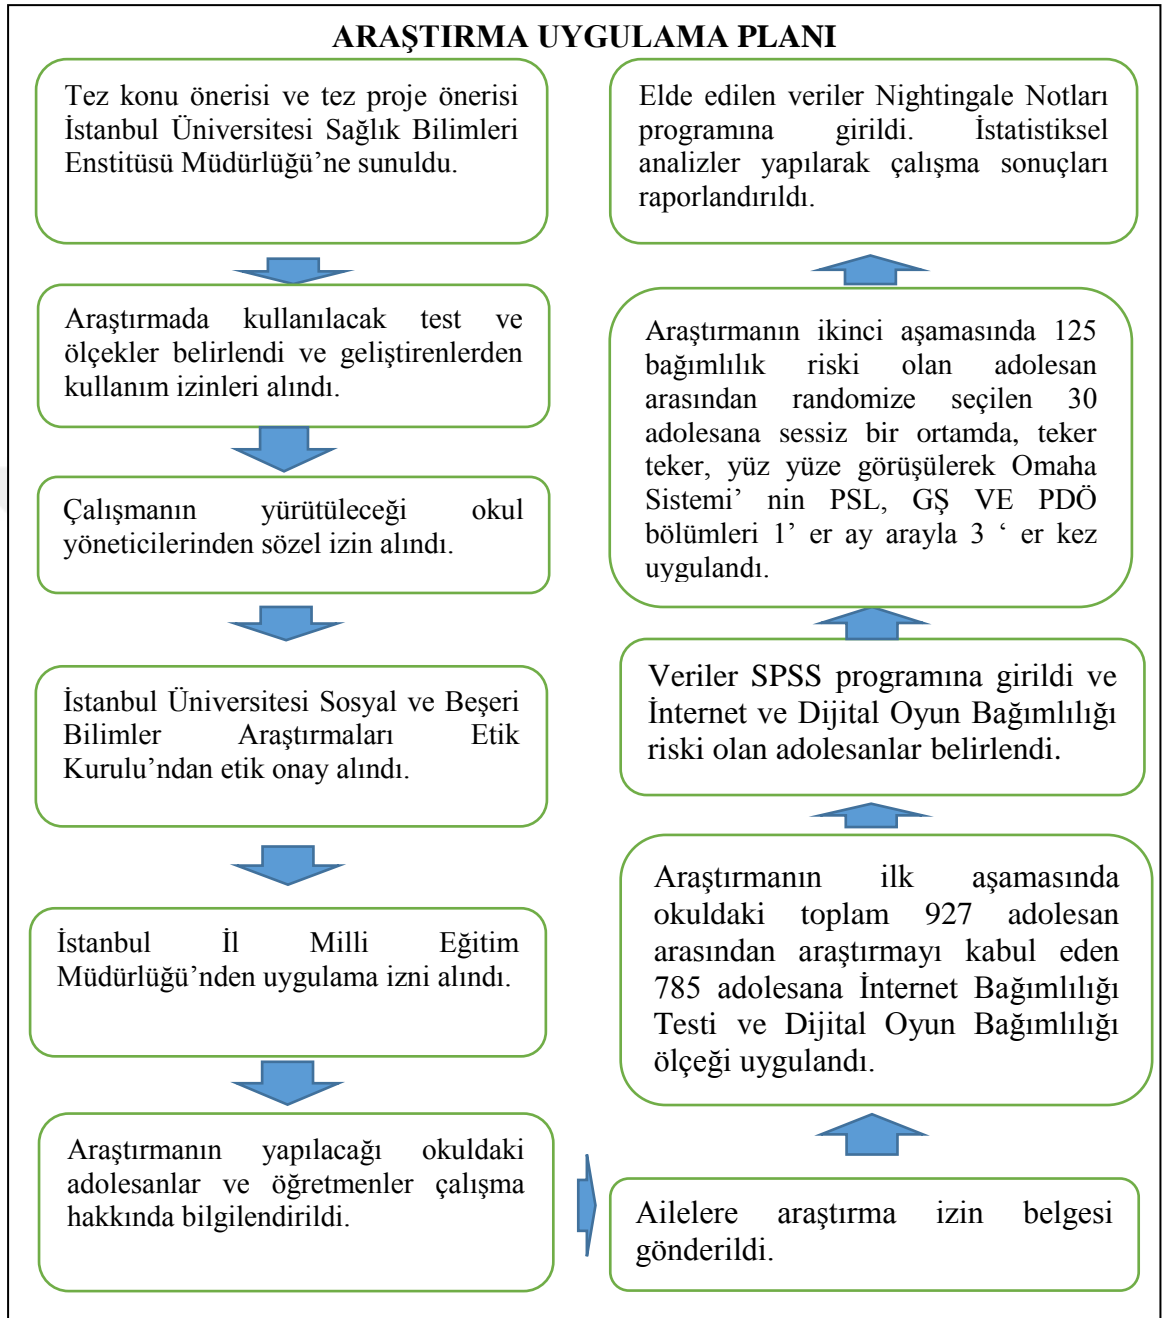 ARAŞTIRMA UYGULAMA PLANI
Tez konu önerisi ve tez proje önerisi
İstanbul Üniversitesi Sağlık Bilimleri
Enstitüsü Müdürlüğü’ne sunuldu.
Araştırmada kullanılacak test ve
ölçekler belirlendi ve geliştirenlerden
kullanım izinleri alındı.
Çalışmanın yürütüleceği okul
yöneticilerinden sözel izin alındı.
İstanbul Üniversitesi Sosyal ve Beşeri
Bilimler Araştırmaları Etik
Kurulu’ndan etik onay alındı.
İstanbul İl Milli Eğitim
Müdürlüğü’nden uygulama izni alındı.
Araştırmanın yapılacağı okuldaki
adolesanlar ve öğretmenler çalışma
hakkında bilgilendirildi.
Ailelere araştırma izin belgesi
gönderildi.
Araştırmanın ilk aşamasında
okuldaki toplam 927 adolesan
arasından araştırmayı kabul eden
785 adolesana İnternet Bağımlılığı
Testi ve Dijital Oyun Bağımlılığı
ölçeği uygulandı.
Veriler SPSS programına girildi ve
İnternet ve Dijital Oyun Bağımlılığı
riski olan adolesanlar belirlendi.
Araştırmanın ikinci aşamasında 125
bağımlılık riski olan adolesan
arasından randomize seçilen 30
adolesana sessiz bir ortamda, teker
teker, yüz yüze görüşülerek Omaha
Sistemi’ nin PSL, GŞ VE PDÖ
bölümleri 1’ er ay arayla 3 ‘ er kez
uygulandı.
Elde edilen veriler Nightingale Notları
programına girildi. İstatistiksel
analizler yapılarak çalışma sonuçları
raporlandırıldı.